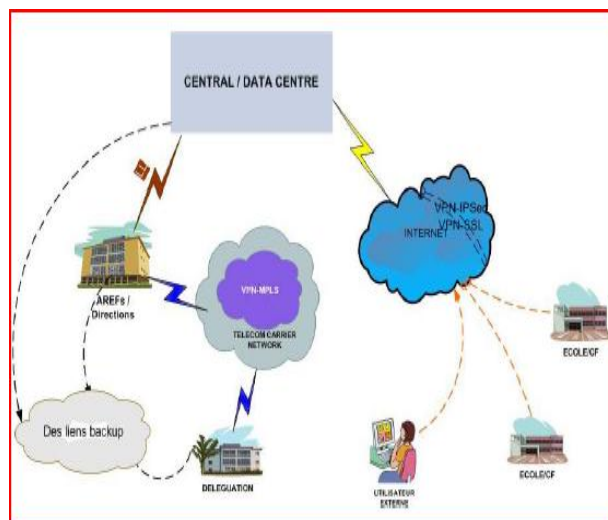 CENTRAL / DATA CENTRE
VPN-IPSec
VPN-SSL
INTERNET
VPN-MPLS
AREFs /
Directions
TELECOM CARRIER
NETWORK
ECOLE/CF
Des liens backup
DELEGUATION
UTILISATEUR
EXTERNE
ECOLE/CF